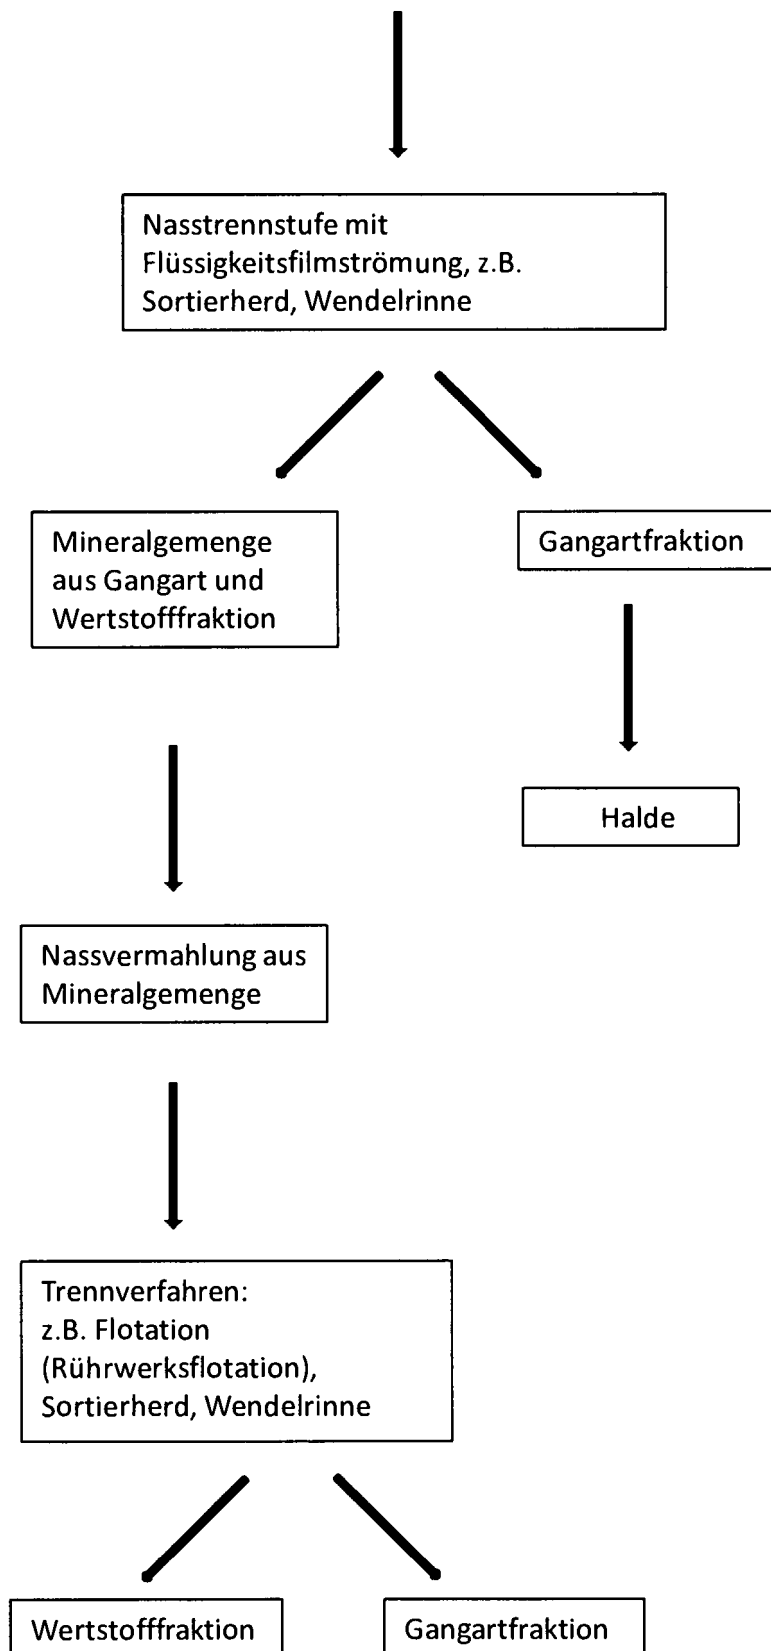 Nasstrennstufe mit
Flüssigkeitsfilmströmung, z.B.
Sortierherd, Wendelrinne
Mineralgemenge
aus Gangart und
Wertstofffraktion
Gangartfraktion
Halde
Nassvermahlung aus
Mineralgemenge
Trennverfahren:
z.B. Flotation
(Rührwerksflotation),
Sortierherd, Wendelrinne
Wertstofffraktion
Gangartfraktion